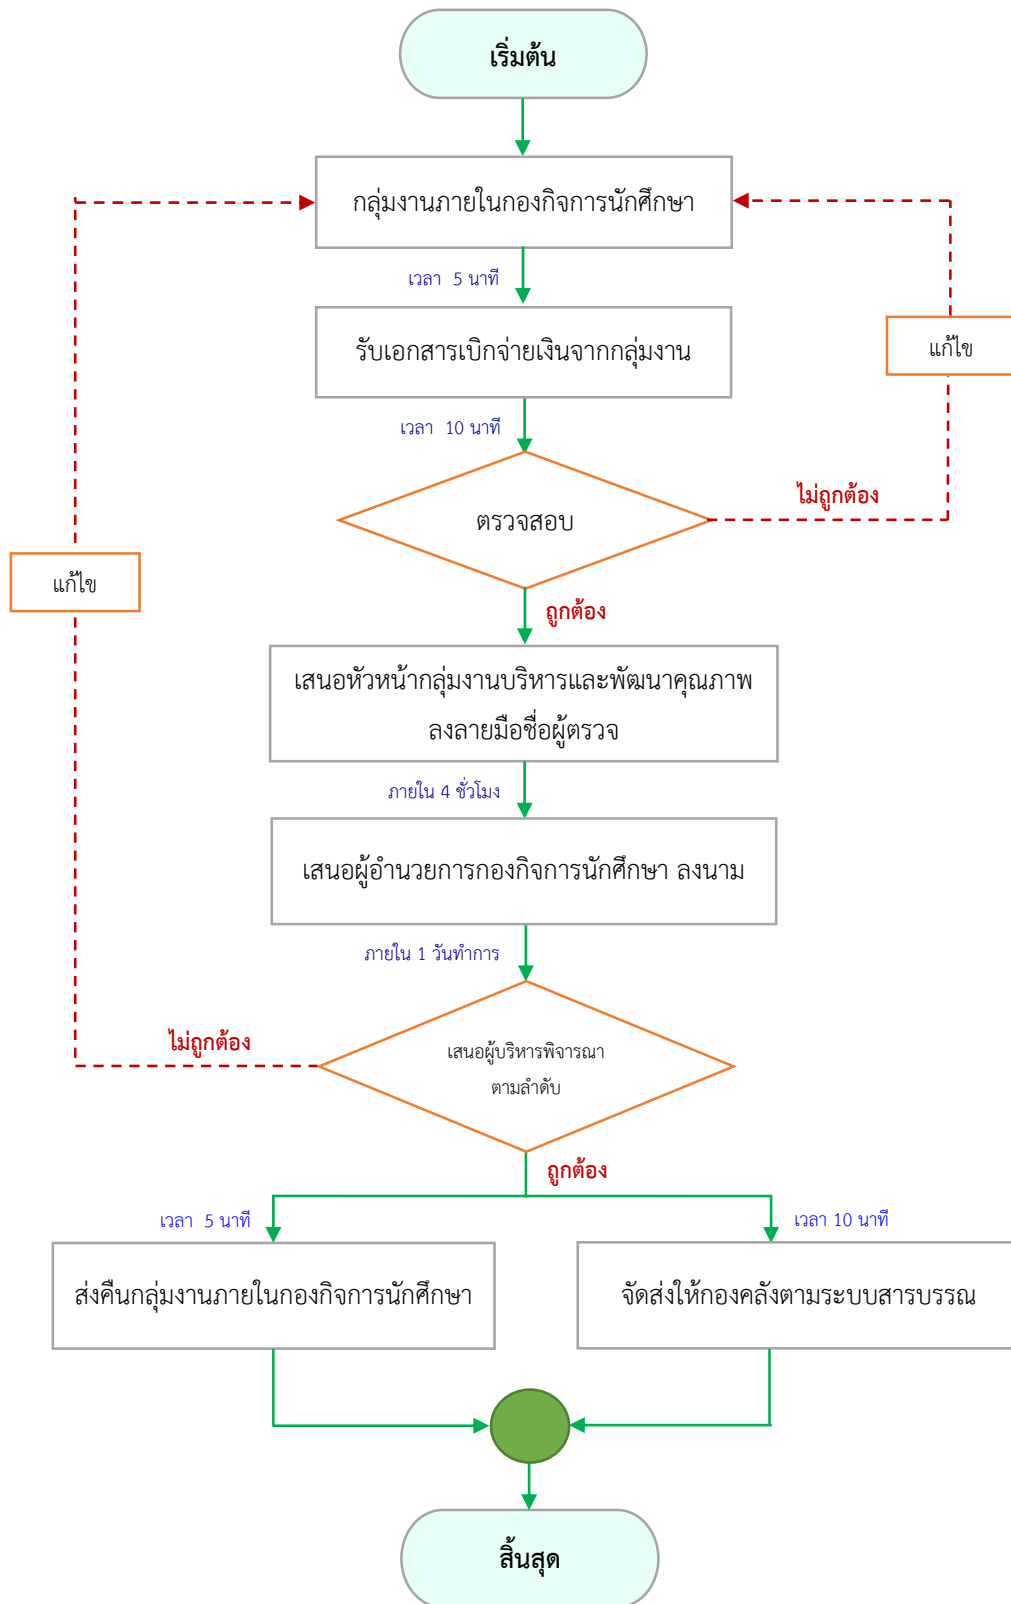 เริ่มต้น
กลุ่มงานภายในกองกิจการนักศึกษา
เวลา  5 นาที
รับเอกสารเบิกจ่ายเงินจากกลุ่มงาน
แก้ไข
เวลา  10 นาที
ไม่ถูกต้อง
ตรวจสอบ
แก้ไข
ถูกต้อง
เสนอหัวหน้ากลุ่มงานบริหารและพัฒนาคุณภาพ
ลงลายมือชื่อผู้ตรวจ
ภายใน 4 ชั่วโมง
เสนอผู้อำนวยการกองกิจการนักศึกษา ลงนาม
ภายใน 1 วันทำการ
ไม่ถูกต้อง
เสนอผู้บริหารพิจารณา
ตามลำดับ
ถูกต้อง
เวลา  5 นาที
เวลา 10 นาที
ส่งคืนกลุ่มงานภายในกองกิจการนักศึกษา
จัดส่งให้กองคลังตามระบบสารบรรณ
สิ้นสุด